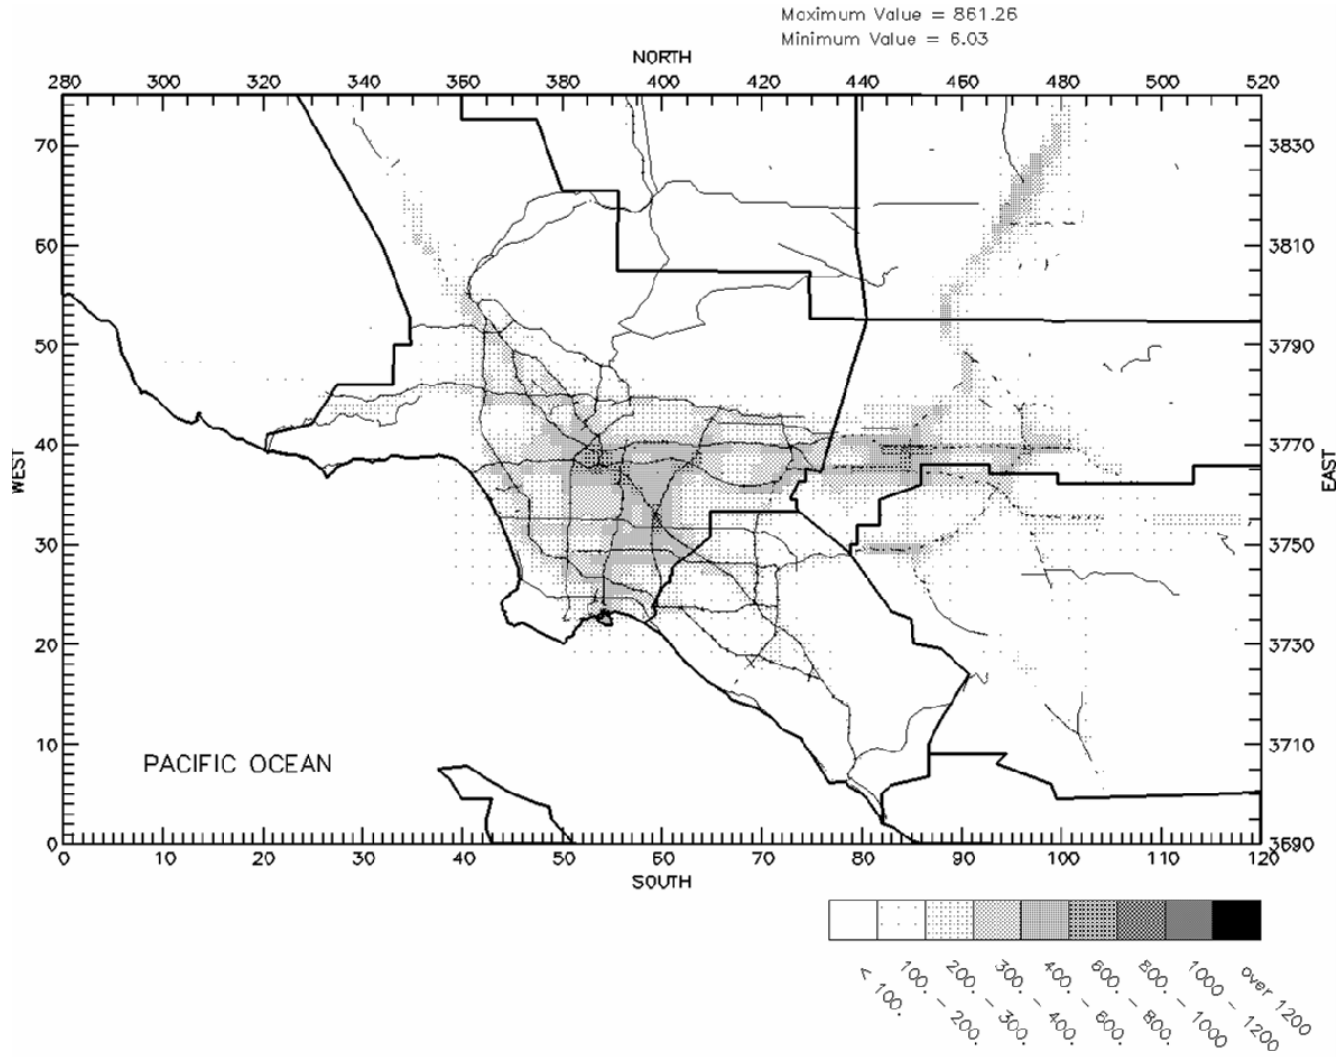 Maximum Value = 861.26
Minimum Value = 6.03
NORTH
280 300 320 340 360 380 400 420 440 460 480 500 520
70 3830
60 3810
50 3790
40 3770
WEST EAST
30 3750
20 3730
10 3710
PACIFIC OCEAN
0 3690
0 10 20 30 40 50 60 70 80 90 100 110 120
SOUTH
< 100.
100. - 200.
200. - 300.
300. - 400.
400. - 600.
600. - 800.
800. - 1000
1000 - 1200
over 1200